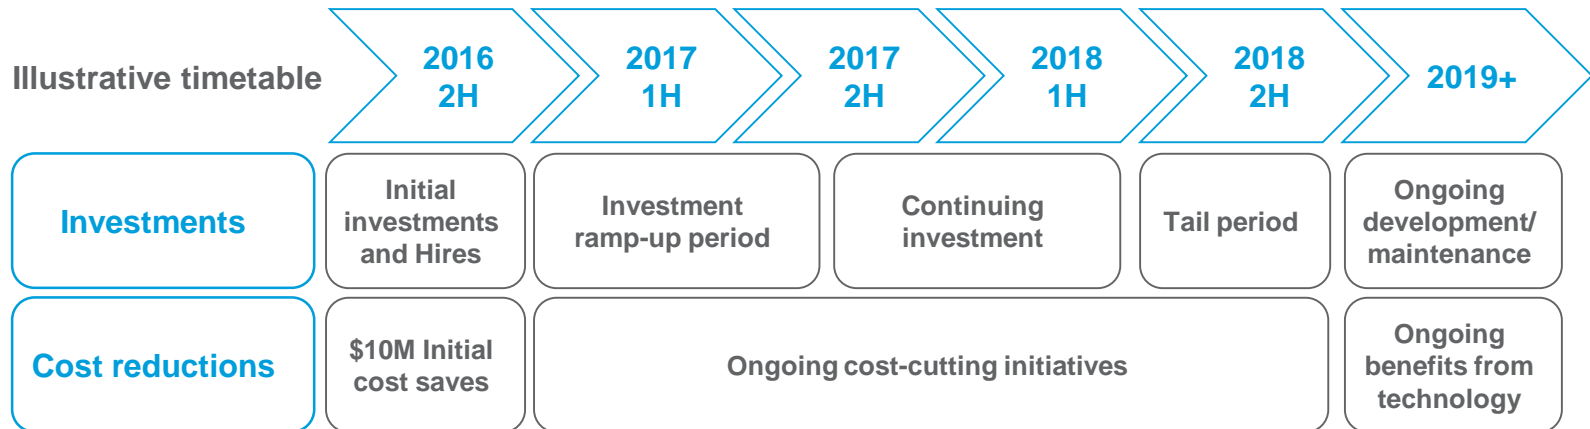 Illustrative timetable
2016
2H
2017
1H
2017
2H
2018
1H
2018
2H
2019+
Investments
Initial
investments
and Hires
Investment
ramp-up period
Continuing
investment
Tail period
Ongoing
development/
maintenance
Cost reductions
$10M Initial
cost saves
Ongoing cost-cutting initiatives
Ongoing
benefits from
technology